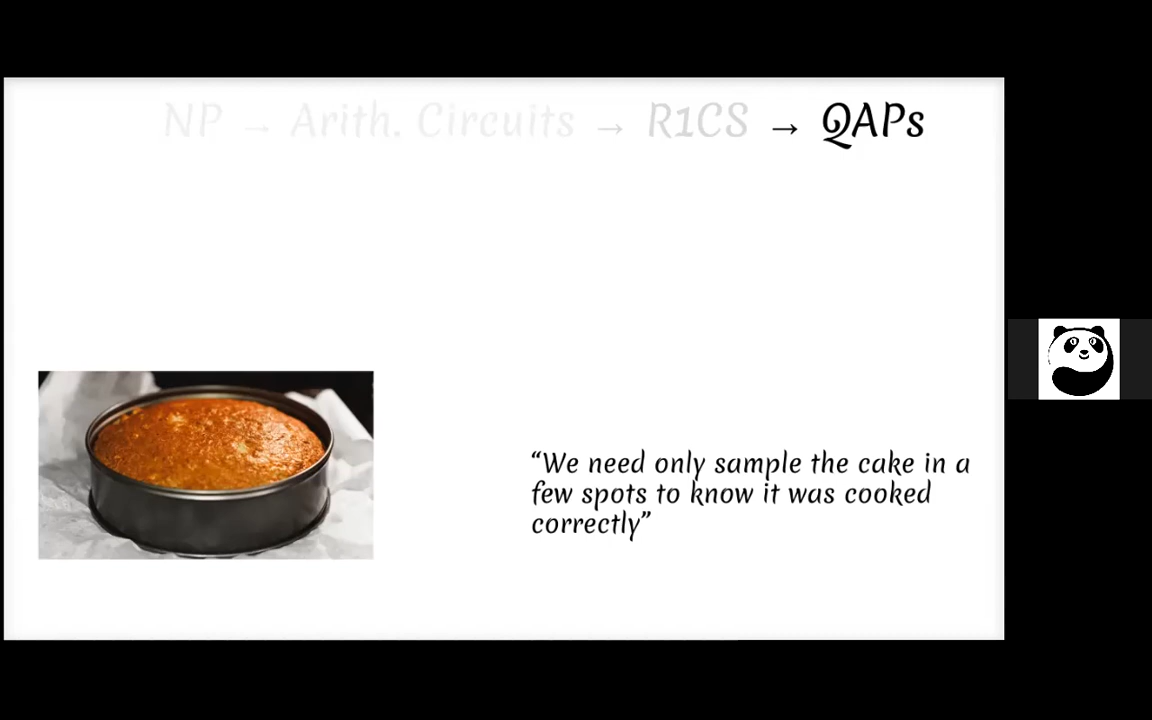 NP → Arith. Circuits → R1CS → QAPs
“We need only sample the cake in a
few spots to know it was cooked
correctly”